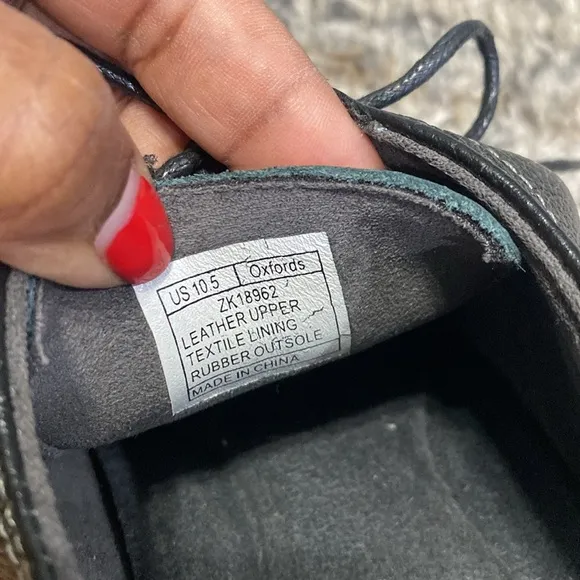 US 10.5 Oxfords
ZK18962
LEATHER UPPER
TEXTILE LINING
RUBBER OUTSOLE
MADE IN CHINA